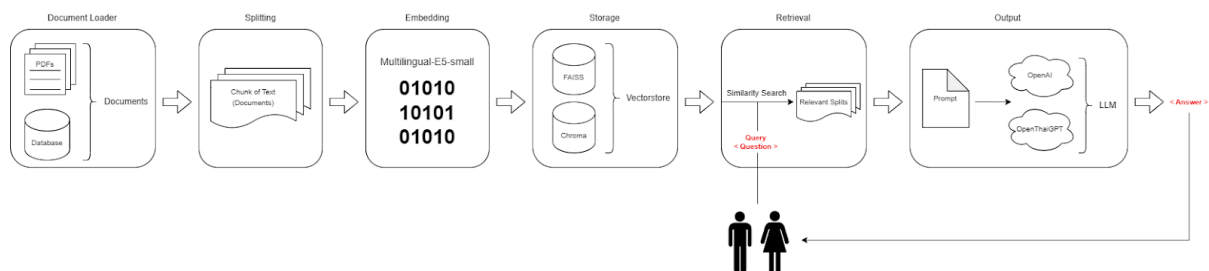 Document Loader
Splitting
Embedding
Storage
Retrieval
Output
PDFs
Documents
Database
Chunk of Text
(Documents)
Multilingual-E5-small
01010
10101
01010
FAISS
Chroma
Vectorstore
Similarity Search
Relevant Splits
Query
< Question >
Prompt
OpenAI
OpenThaiGPT
LLM
< Answer >